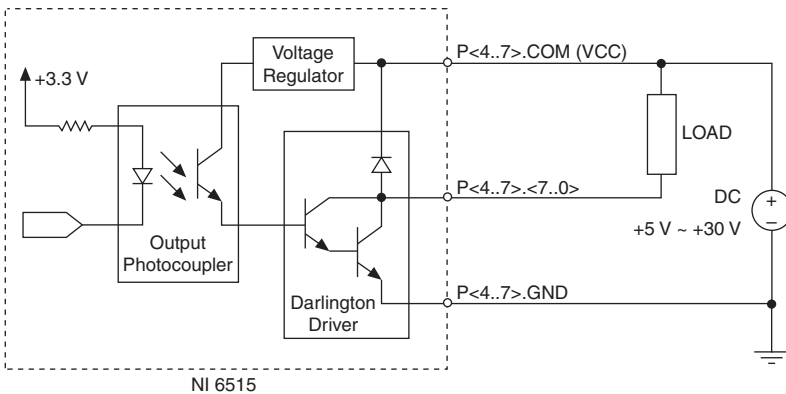 +3.3 V
Voltage
Regulator
P<4..7>.COM (VCC)
LOAD
P<4..7>.<7..0>
DC
+5 V ~ +30 V
+
–
Output
Photocoupler
P<4..7>.GND
Darlington
Driver
NI 6515